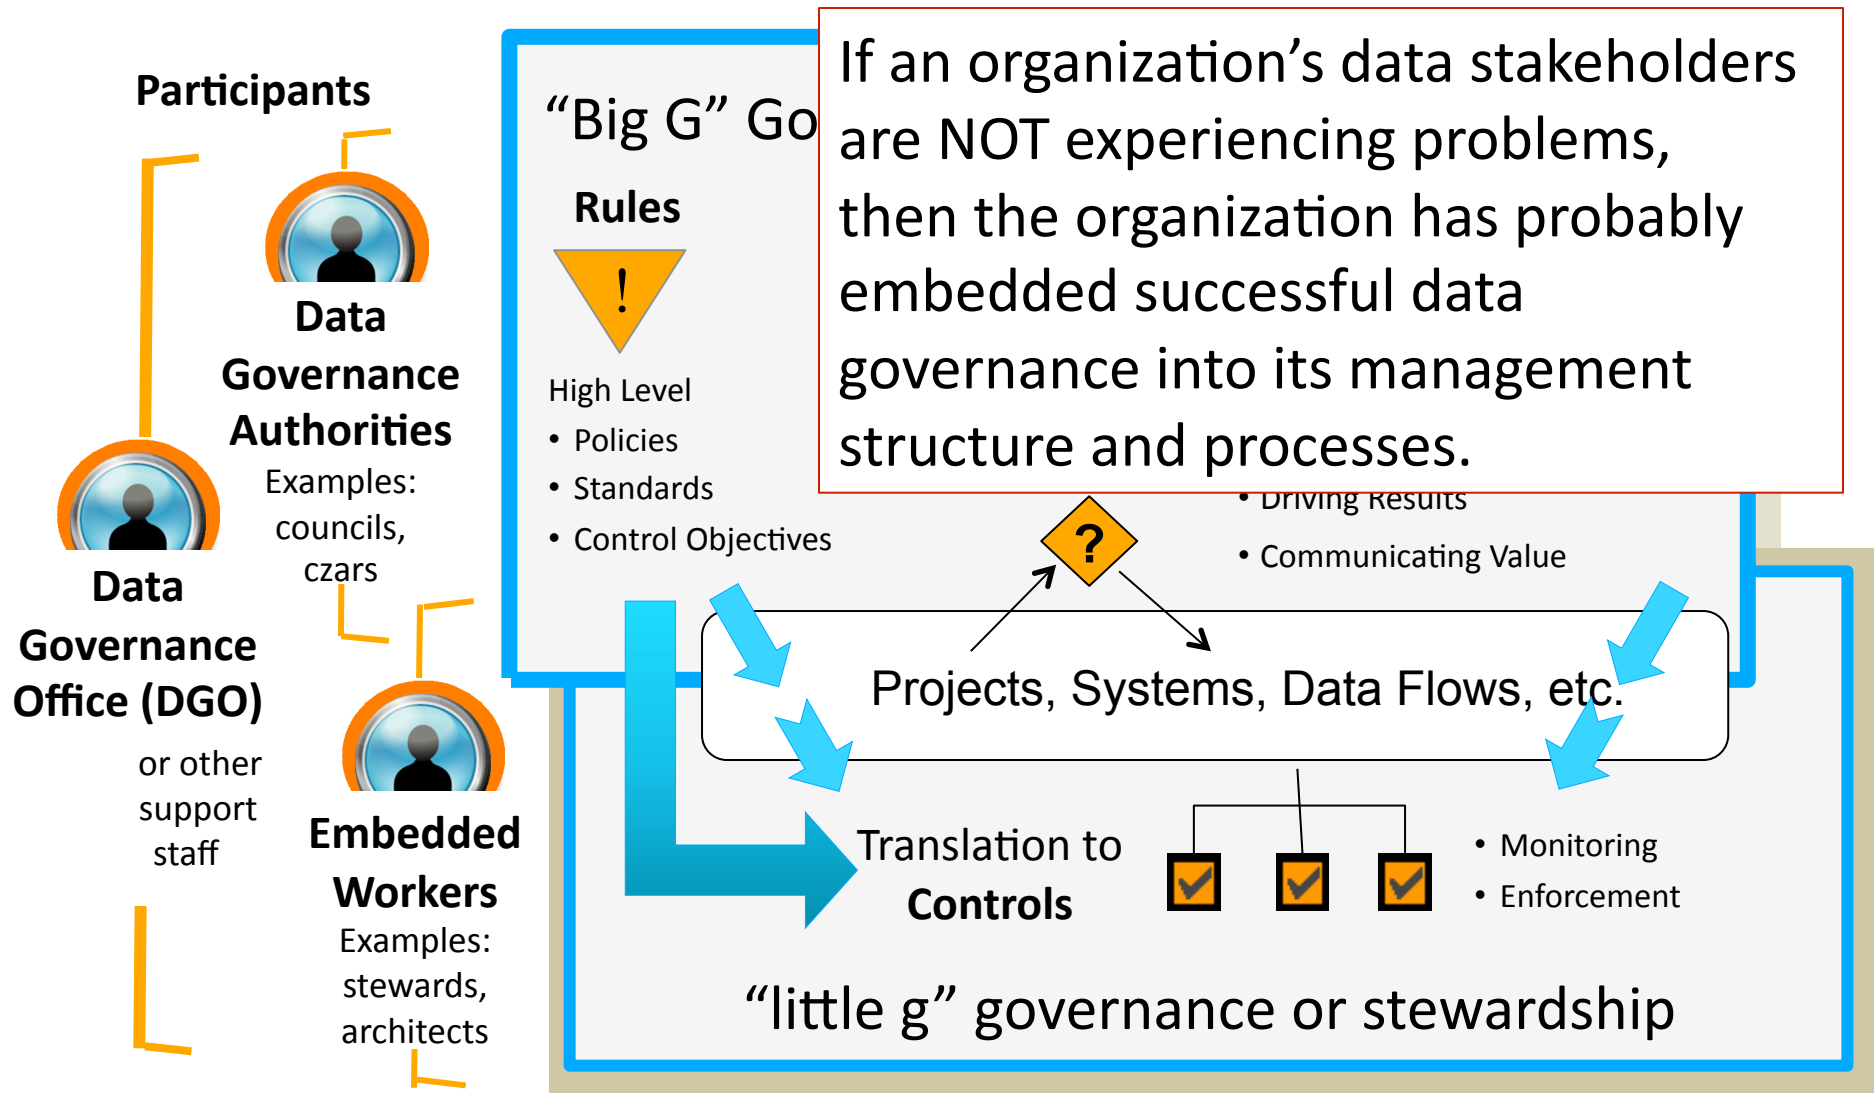 Participants
Data
Governance
Authorities
Examples:
councils,
czars
Data
Governance
Office (DGO)
or other
support
staff
Embedded
Workers
Examples:
stewards,
architects
“Big G” Go
If an organization’s data stakeholders
are NOT experiencing problems,
then the organization has probably
embedded successful data
governance into its management
structure and processes.
Rules
!
High Level
• Policies
• Standards
• Control Objectives
?
• Driving Results
• Communicating Value
Projects, Systems, Data Flows, etc.
Translation to
Controls
• Monitoring
• Enforcement
“little g” governance or stewardship